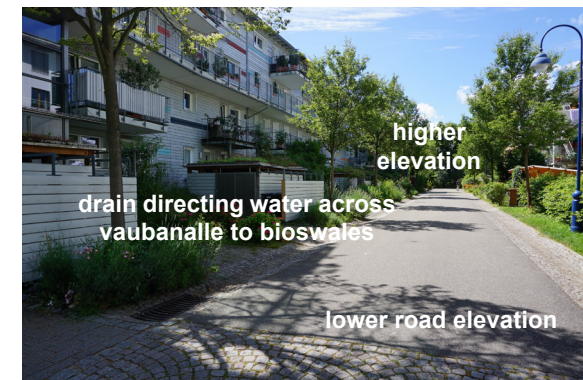 higher
elevation
drain directing water across
vaubanalle to bioswales
lower road elevation